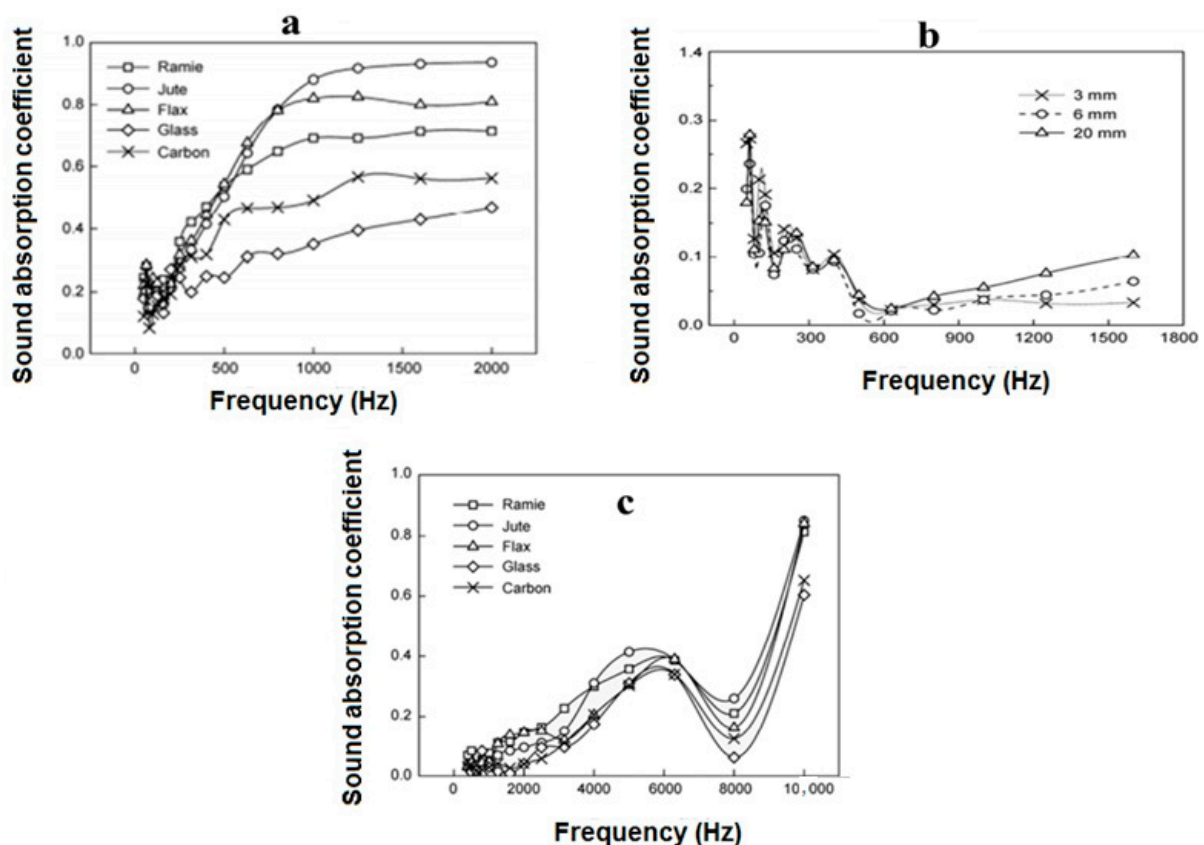 a
Sound absorption coefficient
1.0
0.8
0.6
0.4
0.2
0.0
Ramie
Jute
Flax
Glass
Carbon
0
500
1000
1500
2000
Frequency (Hz)
b
Sound absorption coefficient
1.4
0.3
0.2
0.1
0.0
3 mm
6 mm
20 mm
0
300
600
900
1200
1500
1800
Frequency (Hz)
c
Sound absorption coefficient
1.0
0.8
0.6
0.4
0.2
0.0
Ramie
Jute
Flax
Glass
Carbon
0
2000
4000
6000
8000
10,000
Frequency (Hz)